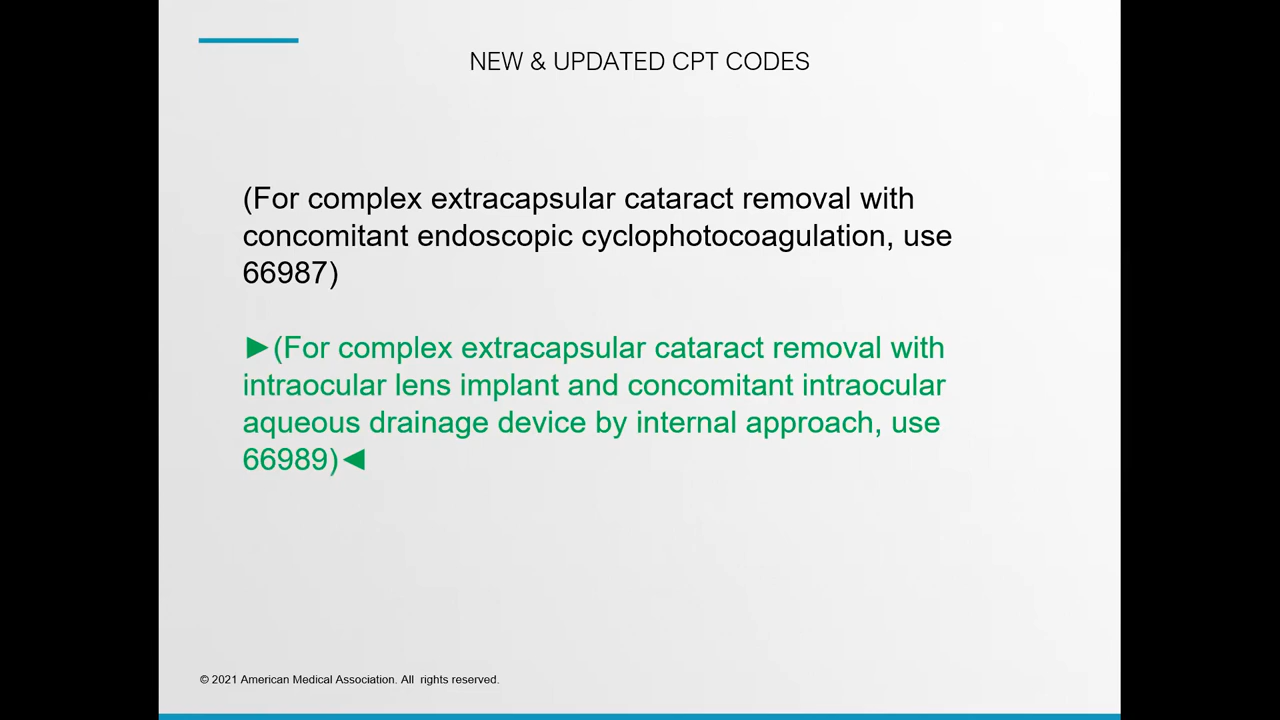 NEW & UPDATED CPT CODES
(For complex extracapsular cataract removal with
concomitant endoscopic cyclophotocoagulation, use
66987)
►(For complex extracapsular cataract removal with
intraocular lens implant and concomitant intraocular
aqueous drainage device by internal approach, use
66989)◄
© 2021 American Medical Association. All rights reserved.